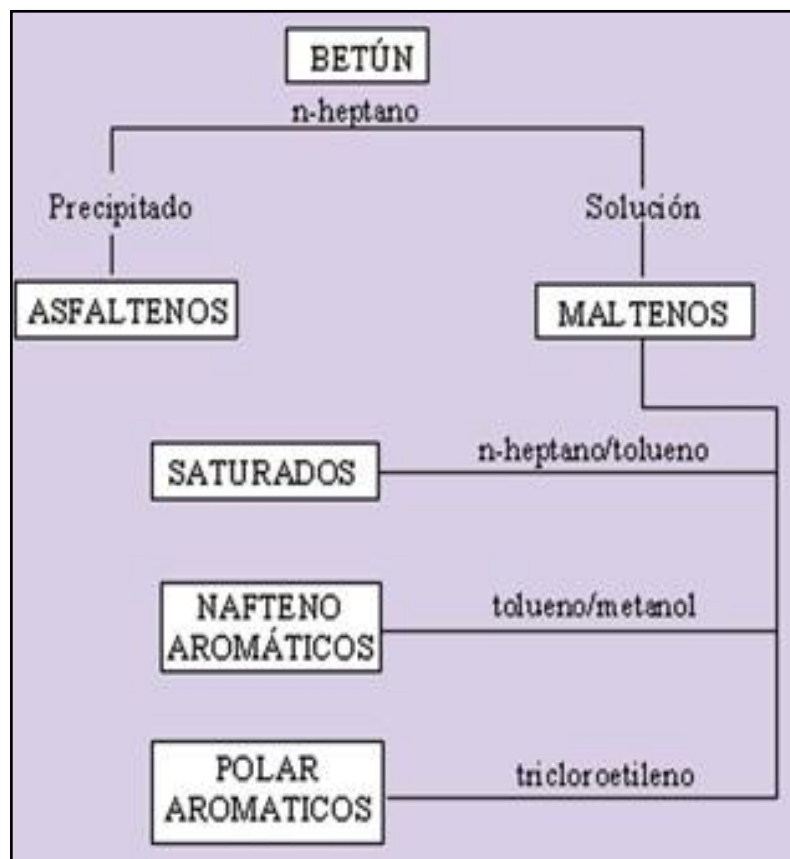 BETÚN
n-heptano
Precipitado
Solución
ASFALTENOS
MALTENOS
n-heptano/tolueno
SATURADOS
NAFTENO
AROMÁTICOS
tolueno/metanol
POLAR
AROMATICOS
tricloroetileno